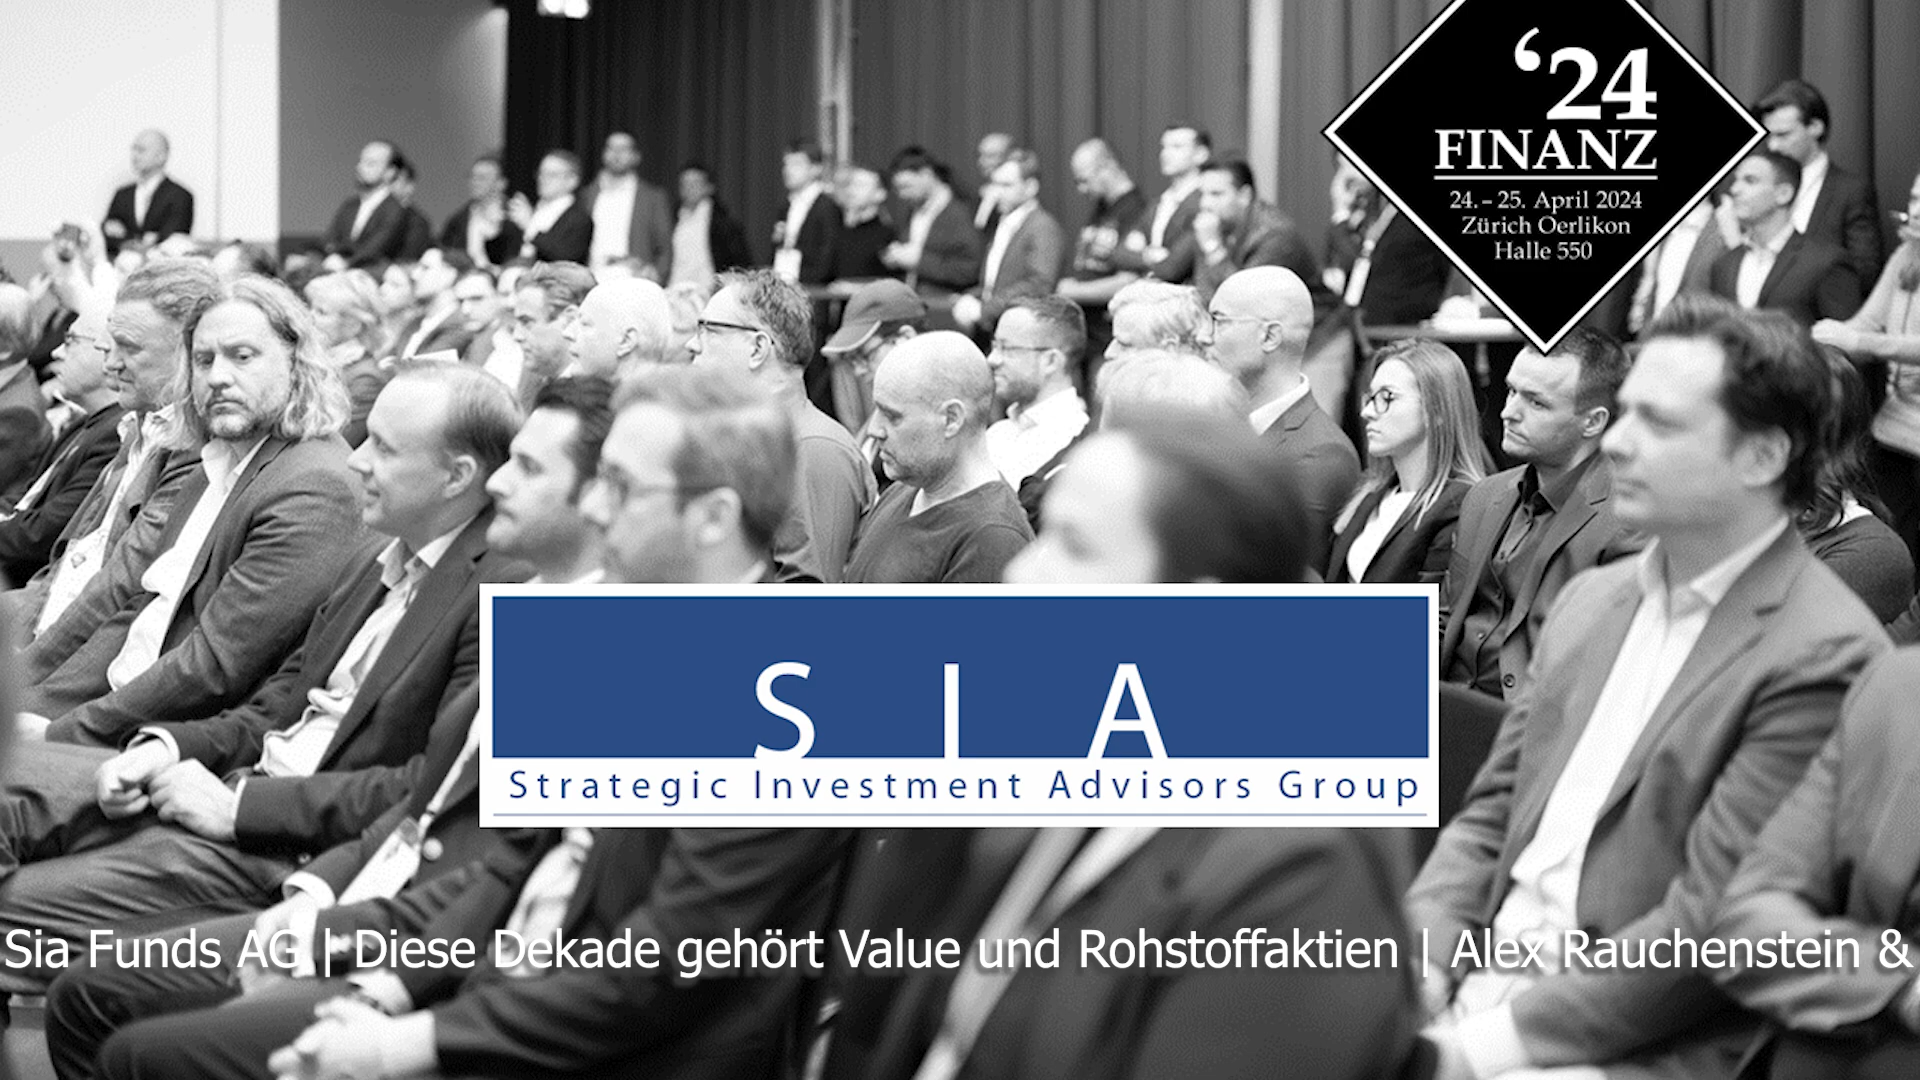 ‘24
FINANZ
24. – 25. April 2024
Zürich Oerlikon
Halle 550
S I A
Strategic Investment Advisors Group
Sia Funds AG | Diese Dekade gehört Value und Rohstoffaktien | Alex Rauchenstein &